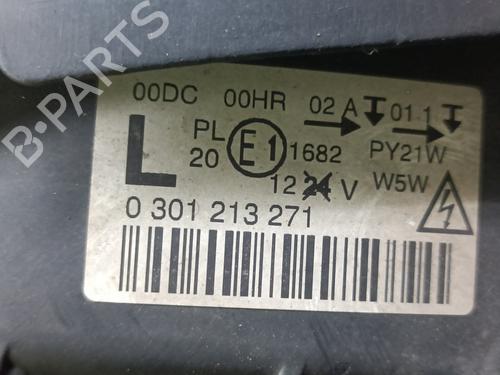 B-PARTS
00DC 00HR 02 A 01 1
L PL 20 E1 1682 PY21W
12 24 V W5W
0 301 213 271